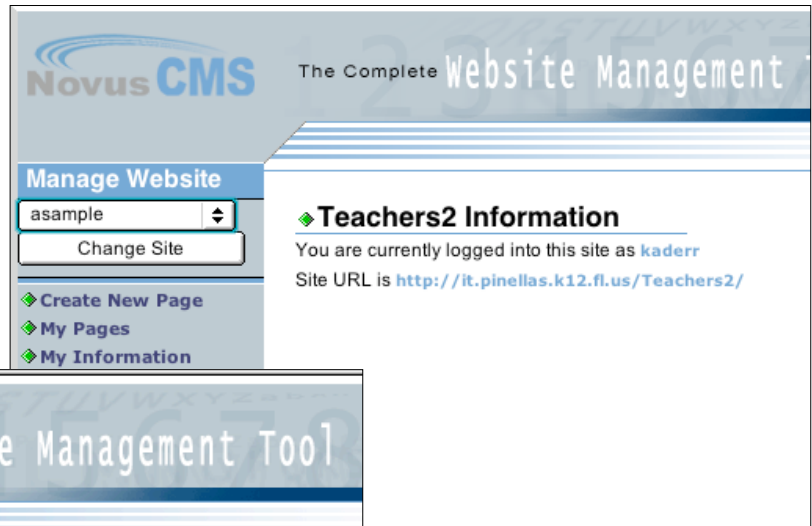 Novus CMS
The Complete Website Management
Manage Website
asample
Change Site
Create New Page
My Pages
My Information
Teachers2 Information
You are currently logged into this site as kaderr
Site URL is http://it.pinellas.k12.fl.us/Teachers2/
e Management Tool